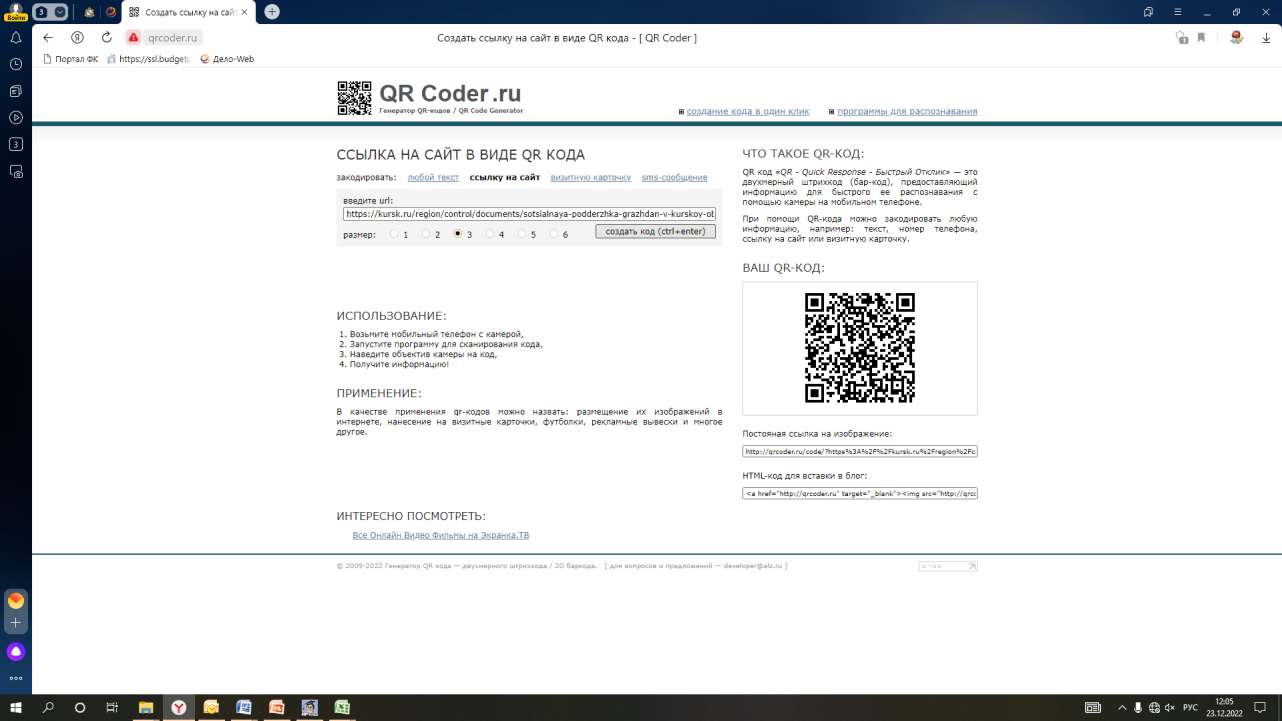 Войти
3
Создать ссылку на сайт
qrcoder.ru
Создать ссылку на сайт в виде QR кода - [ QR Coder ]
1
Портал ФК
https://ssl.budgetp
Дело-Web
3
QR Coder.ru
Генератор QR-кодов / QR Code Generator
создание кода в один клик
программы для распознавания
ССЫЛКА НА САЙТ В ВИДЕ QR КОДА
закодировать: любой текст ссылку на сайт визитную карточку sms-сообщение
введите url:
https://kursk.ru/region/control/documents/sotsialnaya-podderzhka-grazhdan-v-kurskoy-ob
размер: 1 2 3 4 5 6
создать код (ctrl+enter)
ИСПОЛЬЗОВАНИЕ:
1. Возьмите мобильный телефон с камерой,
2. Запустите программу для сканирования кода,
3. Наведите объектив камеры на код,
4. Получите информацию!
ПРИМЕНЕНИЕ:
В качестве применения qr-кодов можно назвать: размещение их изображений в
интернете, нанесение на визитные карточки, футболки, рекламные вывески и многое
другое.
ИНТЕРЕСНО ПОСМОТРЕТЬ:
Все Онлайн Видео Фильмы на Экранка.ТВ
ЧТО ТАКОЕ QR-КОД:
QR код «QR - Quick Response - Быстрый Отклик» — это
двухмерный штрихкод (бар-код), предоставляющий
информацию для быстрого ее распознавания с
помощью камеры на мобильном телефоне.
При помощи QR-кода можно закодировать любую
информацию, например: текст, номер телефона,
ссылку на сайт или визитную карточку.
ВАШ QR-КОД:
Постояная ссылка на изображение:
http://qrcoder.ru/code/?https%3A%2F%2Fkursk.ru%2Fregion%2Fc
HTML-код для вставки в блог:
<a href="http://qrcoder.ru" target="_blank"><img src="http://qrcc
© 2009-2022 Генератор QR кода — двухмерного штрихкода / 2D баркода. [ для вопросов и предложений — developer@alz.ru ]
РУС
12:05
23.12.2022